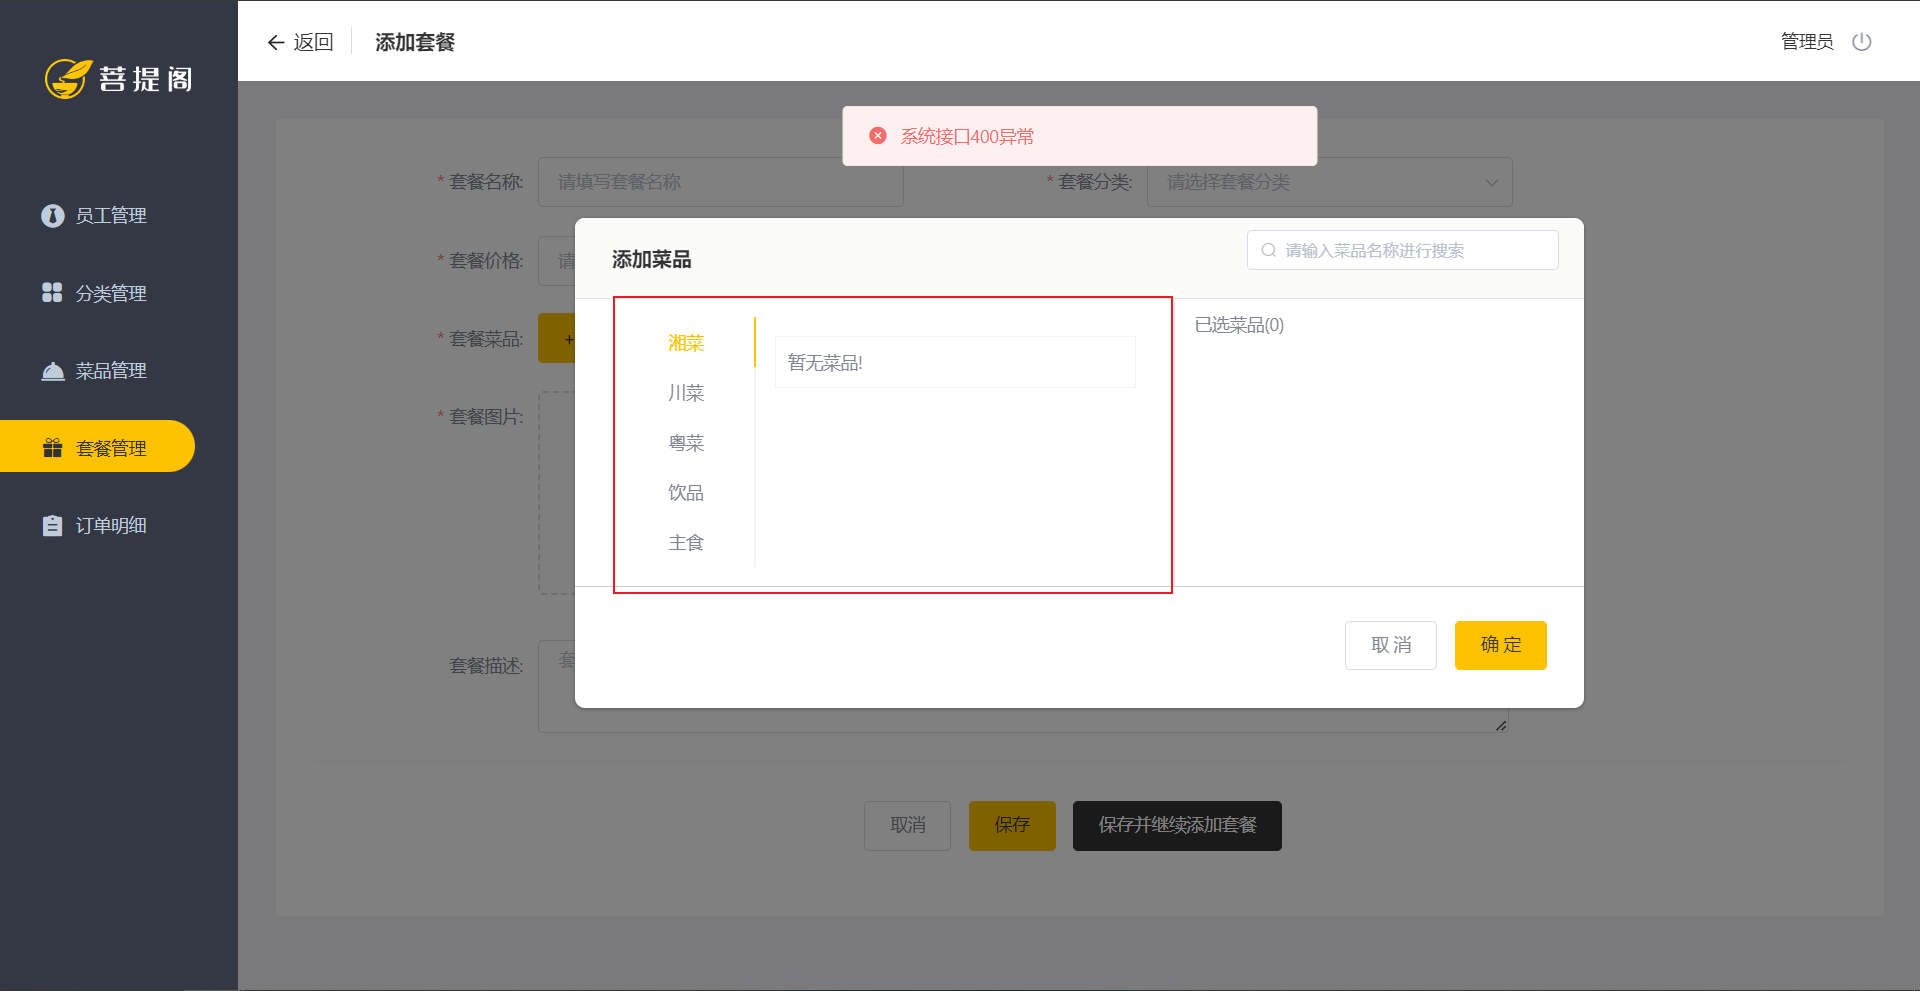 返回
添加套餐
管理员
菩提阁
系统接口400异常
* 套餐名称:
请填写套餐名称
* 套餐分类:
请选择套餐分类
员工管理
分类管理
菜品管理
套餐管理
订单明细
* 套餐价格:
请
* 套餐菜品:
+
* 套餐图片:
套餐描述:
套
添加菜品
请输入菜品名称进行搜索
湘菜
川菜
粤菜
饮品
主食
暂无菜品!
已选菜品(0)
取 消
确 定
取消
保存
保存并继续添加套餐